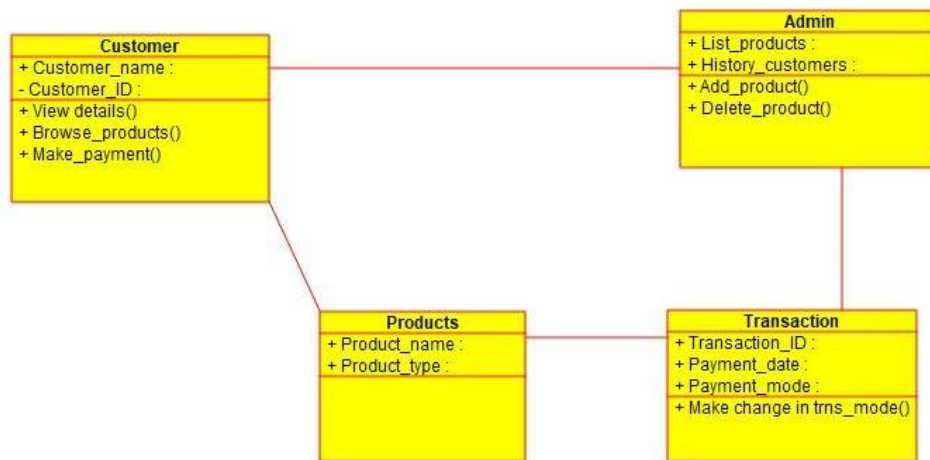 Customer
+ Customer_name :
- Customer_ID :
+ View details()
+ Browse_products()
+ Make_payment()
Admin
+ List_products :
+ History_customers :
+ Add_product()
+ Delete_product()
Products
+ Product_name :
+ Product_type :
Transaction
+ Transaction_ID :
+ Payment_date :
+ Payment_mode :
+ Make change in trns_mode()